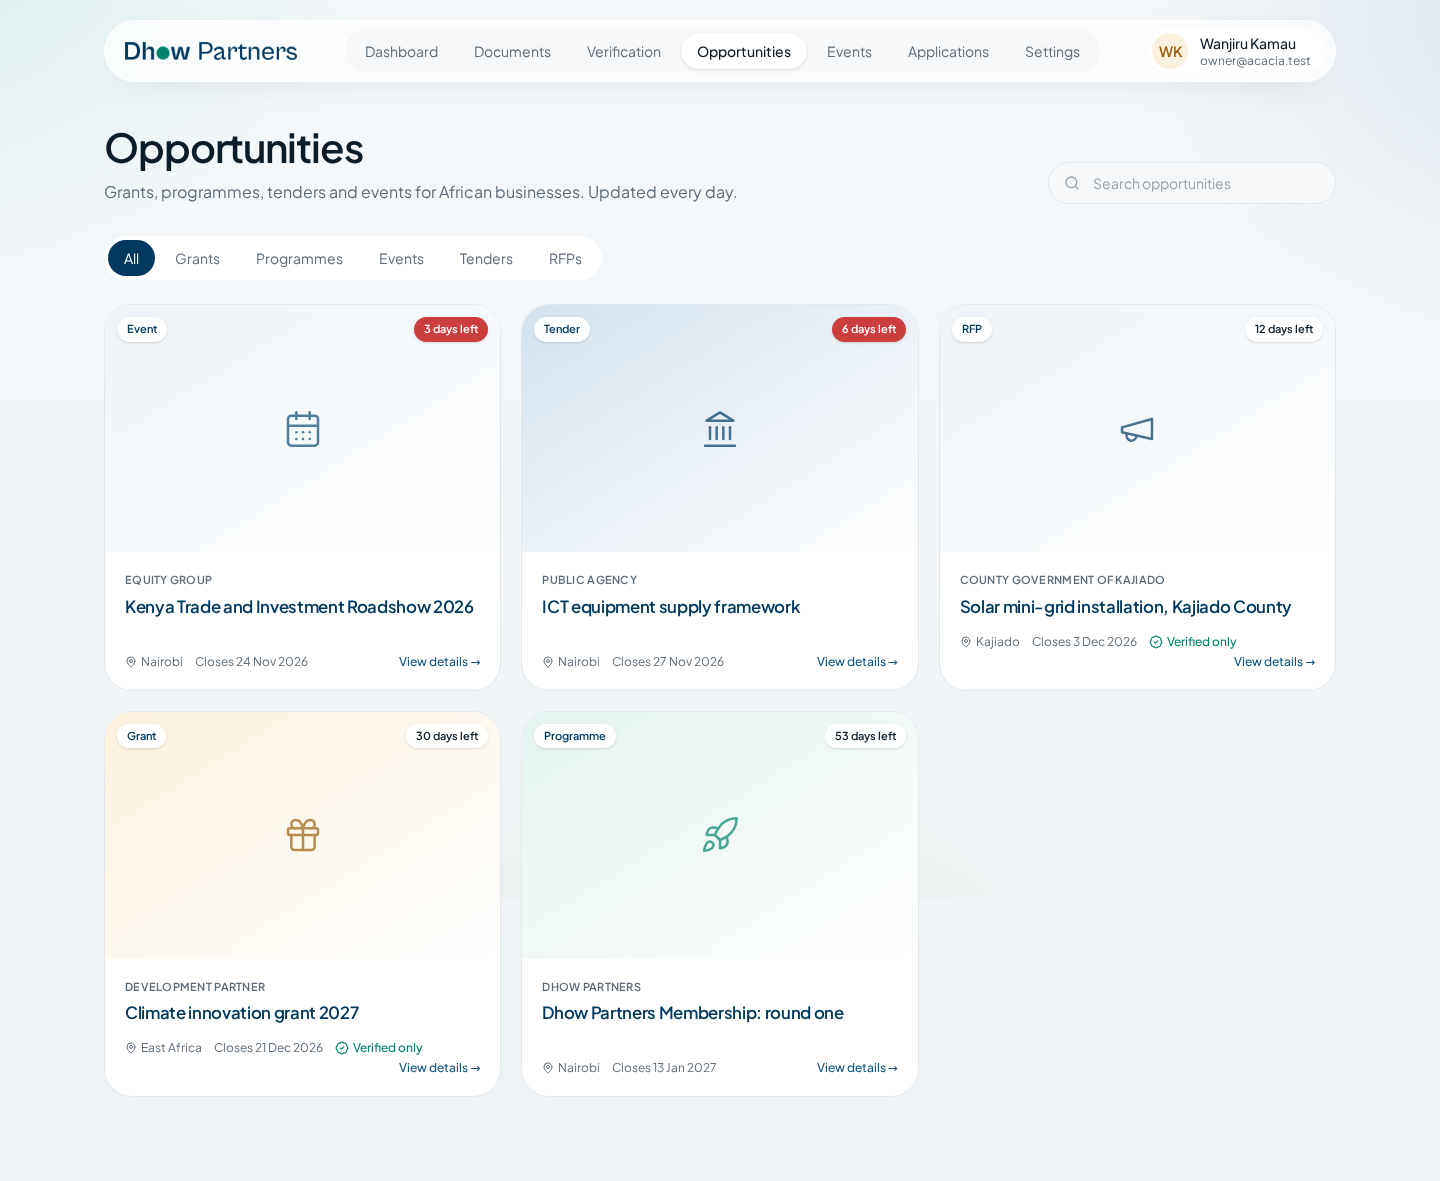 Dhow Partners
Dashboard
Documents
Verification
Opportunities
Events
Applications
Settings
WK
Wanjiru Kamau
owner@acacia.test
Opportunities
Grants, programmes, tenders and events for African businesses. Updated every day.
Search opportunities
All
Grants
Programmes
Events
Tenders
RFPs
Event
3 days left
EQUITY GROUP
Kenya Trade and Investment Roadshow 2026
Nairobi
Closes 24 Nov 2026
View details →
Tender
6 days left
PUBLIC AGENCY
ICT equipment supply framework
Nairobi
Closes 27 Nov 2026
View details →
RFP
12 days left
COUNTY GOVERNMENT OF KAJIADO
Solar mini-grid installation, Kajiado County
Kajiado
Closes 3 Dec 2026
Verified only
View details →
Grant
30 days left
DEVELOPMENT PARTNER
Climate innovation grant 2027
East Africa
Closes 21 Dec 2026
Verified only
View details →
Programme
53 days left
DHOW PARTNERS
Dhow Partners Membership: round one
Nairobi
Closes 13 Jan 2027
View details →